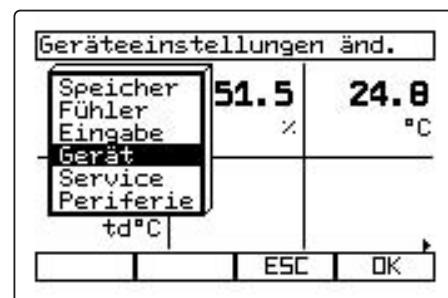 Geräteeinstellungen änd.
Speicher
Fühler
Eingabe
Gerät
Service
Periferie
51.5
%
24.8
°C
td°C
ESC OK